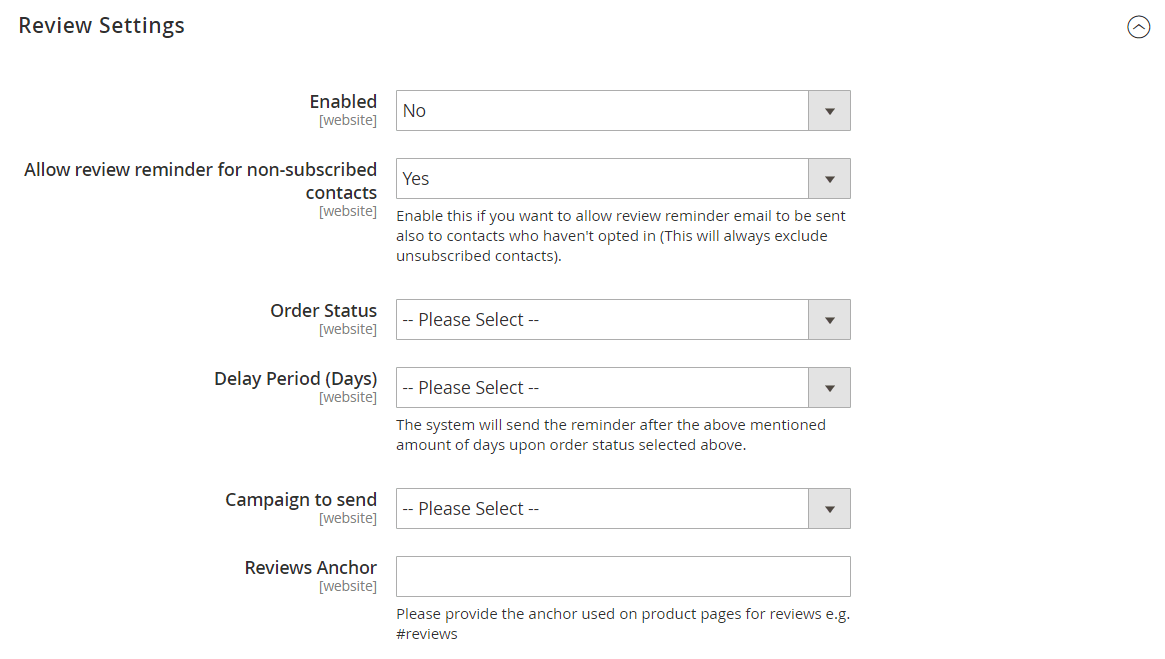 Review Settings
Enabled
[website]
No
Allow review reminder for non-subscribed
contacts
[website]
Yes
Enable this if you want to allow review reminder email to be sent
also to contacts who haven't opted in (This will always exclude
unsubscribed contacts).
Order Status
[website]
-- Please Select --
Delay Period (Days)
[website]
-- Please Select --
The system will send the reminder after the above mentioned
amount of days upon order status selected above.
Campaign to send
[website]
-- Please Select --
Reviews Anchor
[website]
Please provide the anchor used on product pages for reviews e.g.
#reviews